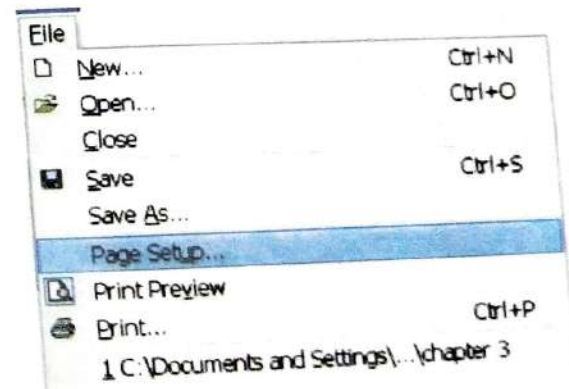 File
New... Ctrl+N
Open... Ctrl+O
Close
Save Ctrl+S
Save As...
Page Setup...
Print Preview
Print... Ctrl+P
1 C:\Documents and Settings\...\chapter 3